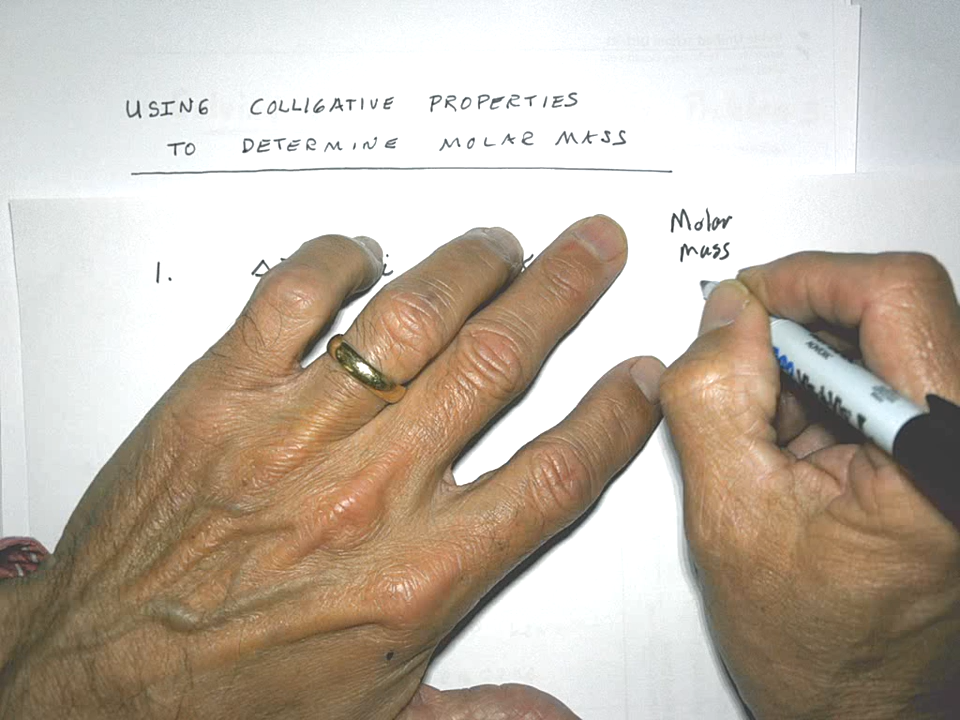 USING COLLIGATIVE PROPERTIES
TO DETERMINE MOLAR MASS
Molar
mass
1.